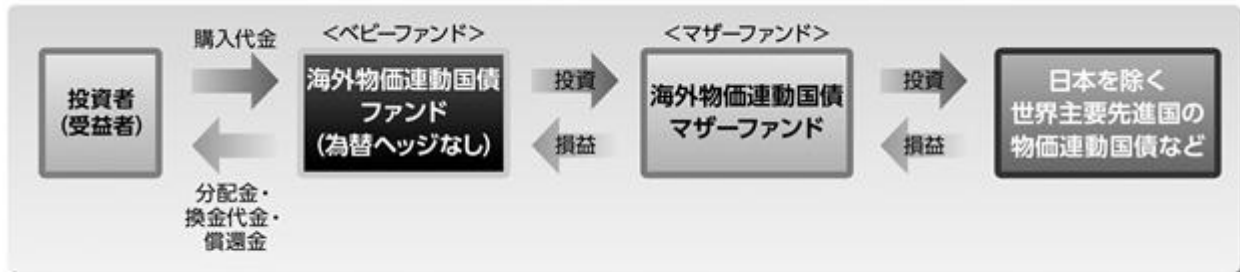 購入代金
投資者
(受益者)
分配金・
換金代金・
償還金
<ベビーファンド>
海外物価連動国債
ファンド
(為替ヘッジなし)
投資
損益
<マザーファンド>
海外物価連動国債
マザーファンド
投資
損益
日本を除く
世界主要先進国の
物価連動国債など